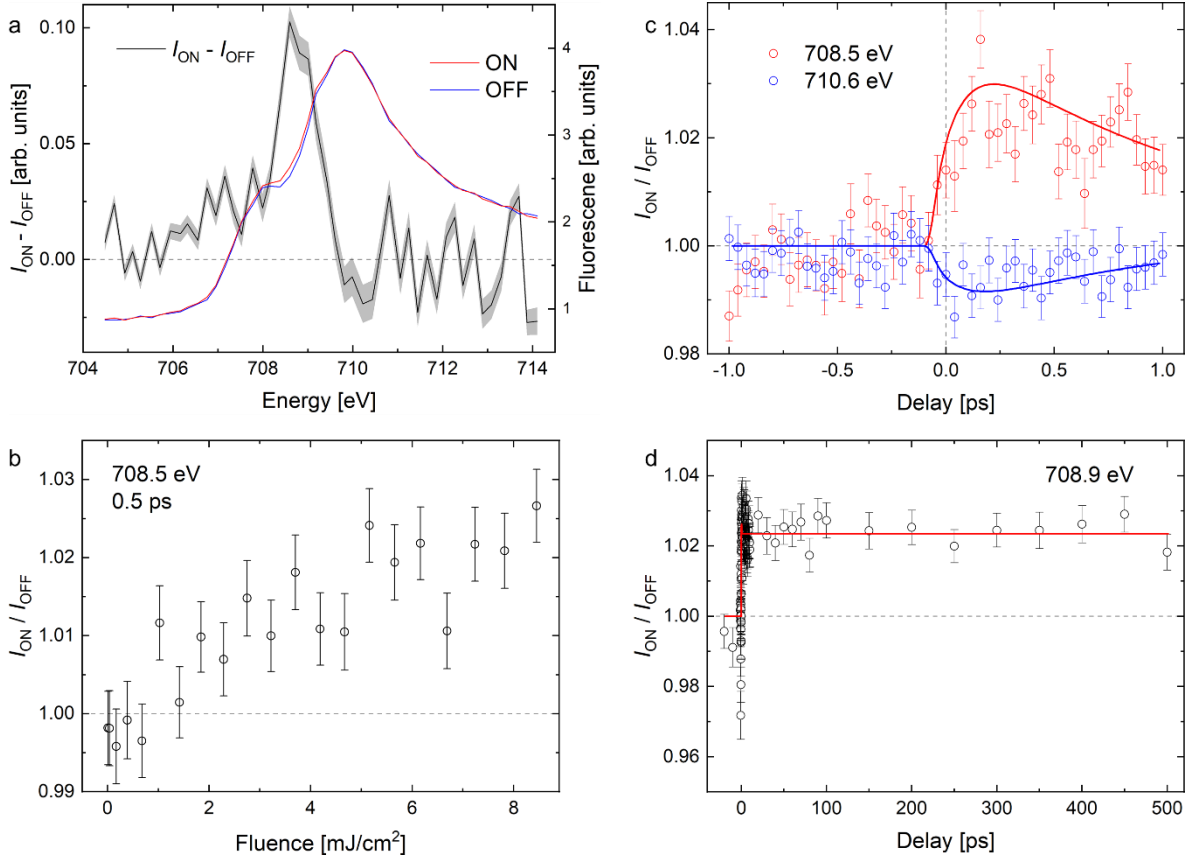 a
I_ON - I_OFF
ON
OFF
0.10
0.05
0.00
I_ON - I_OFF [arb. units]
4
3
2
1
Fluorescene [arb. units]
704
706
708
710
712
714
Energy [eV]
c
708.5 eV
710.6 eV
1.04
1.02
1.00
0.98
I_ON / I_OFF
-1.0
-0.5
0.0
0.5
1.0
Delay [ps]
b
708.5 eV
0.5 ps
1.03
1.02
1.01
1.00
0.99
I_ON / I_OFF
0
2
4
6
8
Fluence [mJ/cm²]
d
708.9 eV
1.04
1.02
1.00
0.98
0.96
I_ON / I_OFF
0
100
200
300
400
500
Delay [ps]